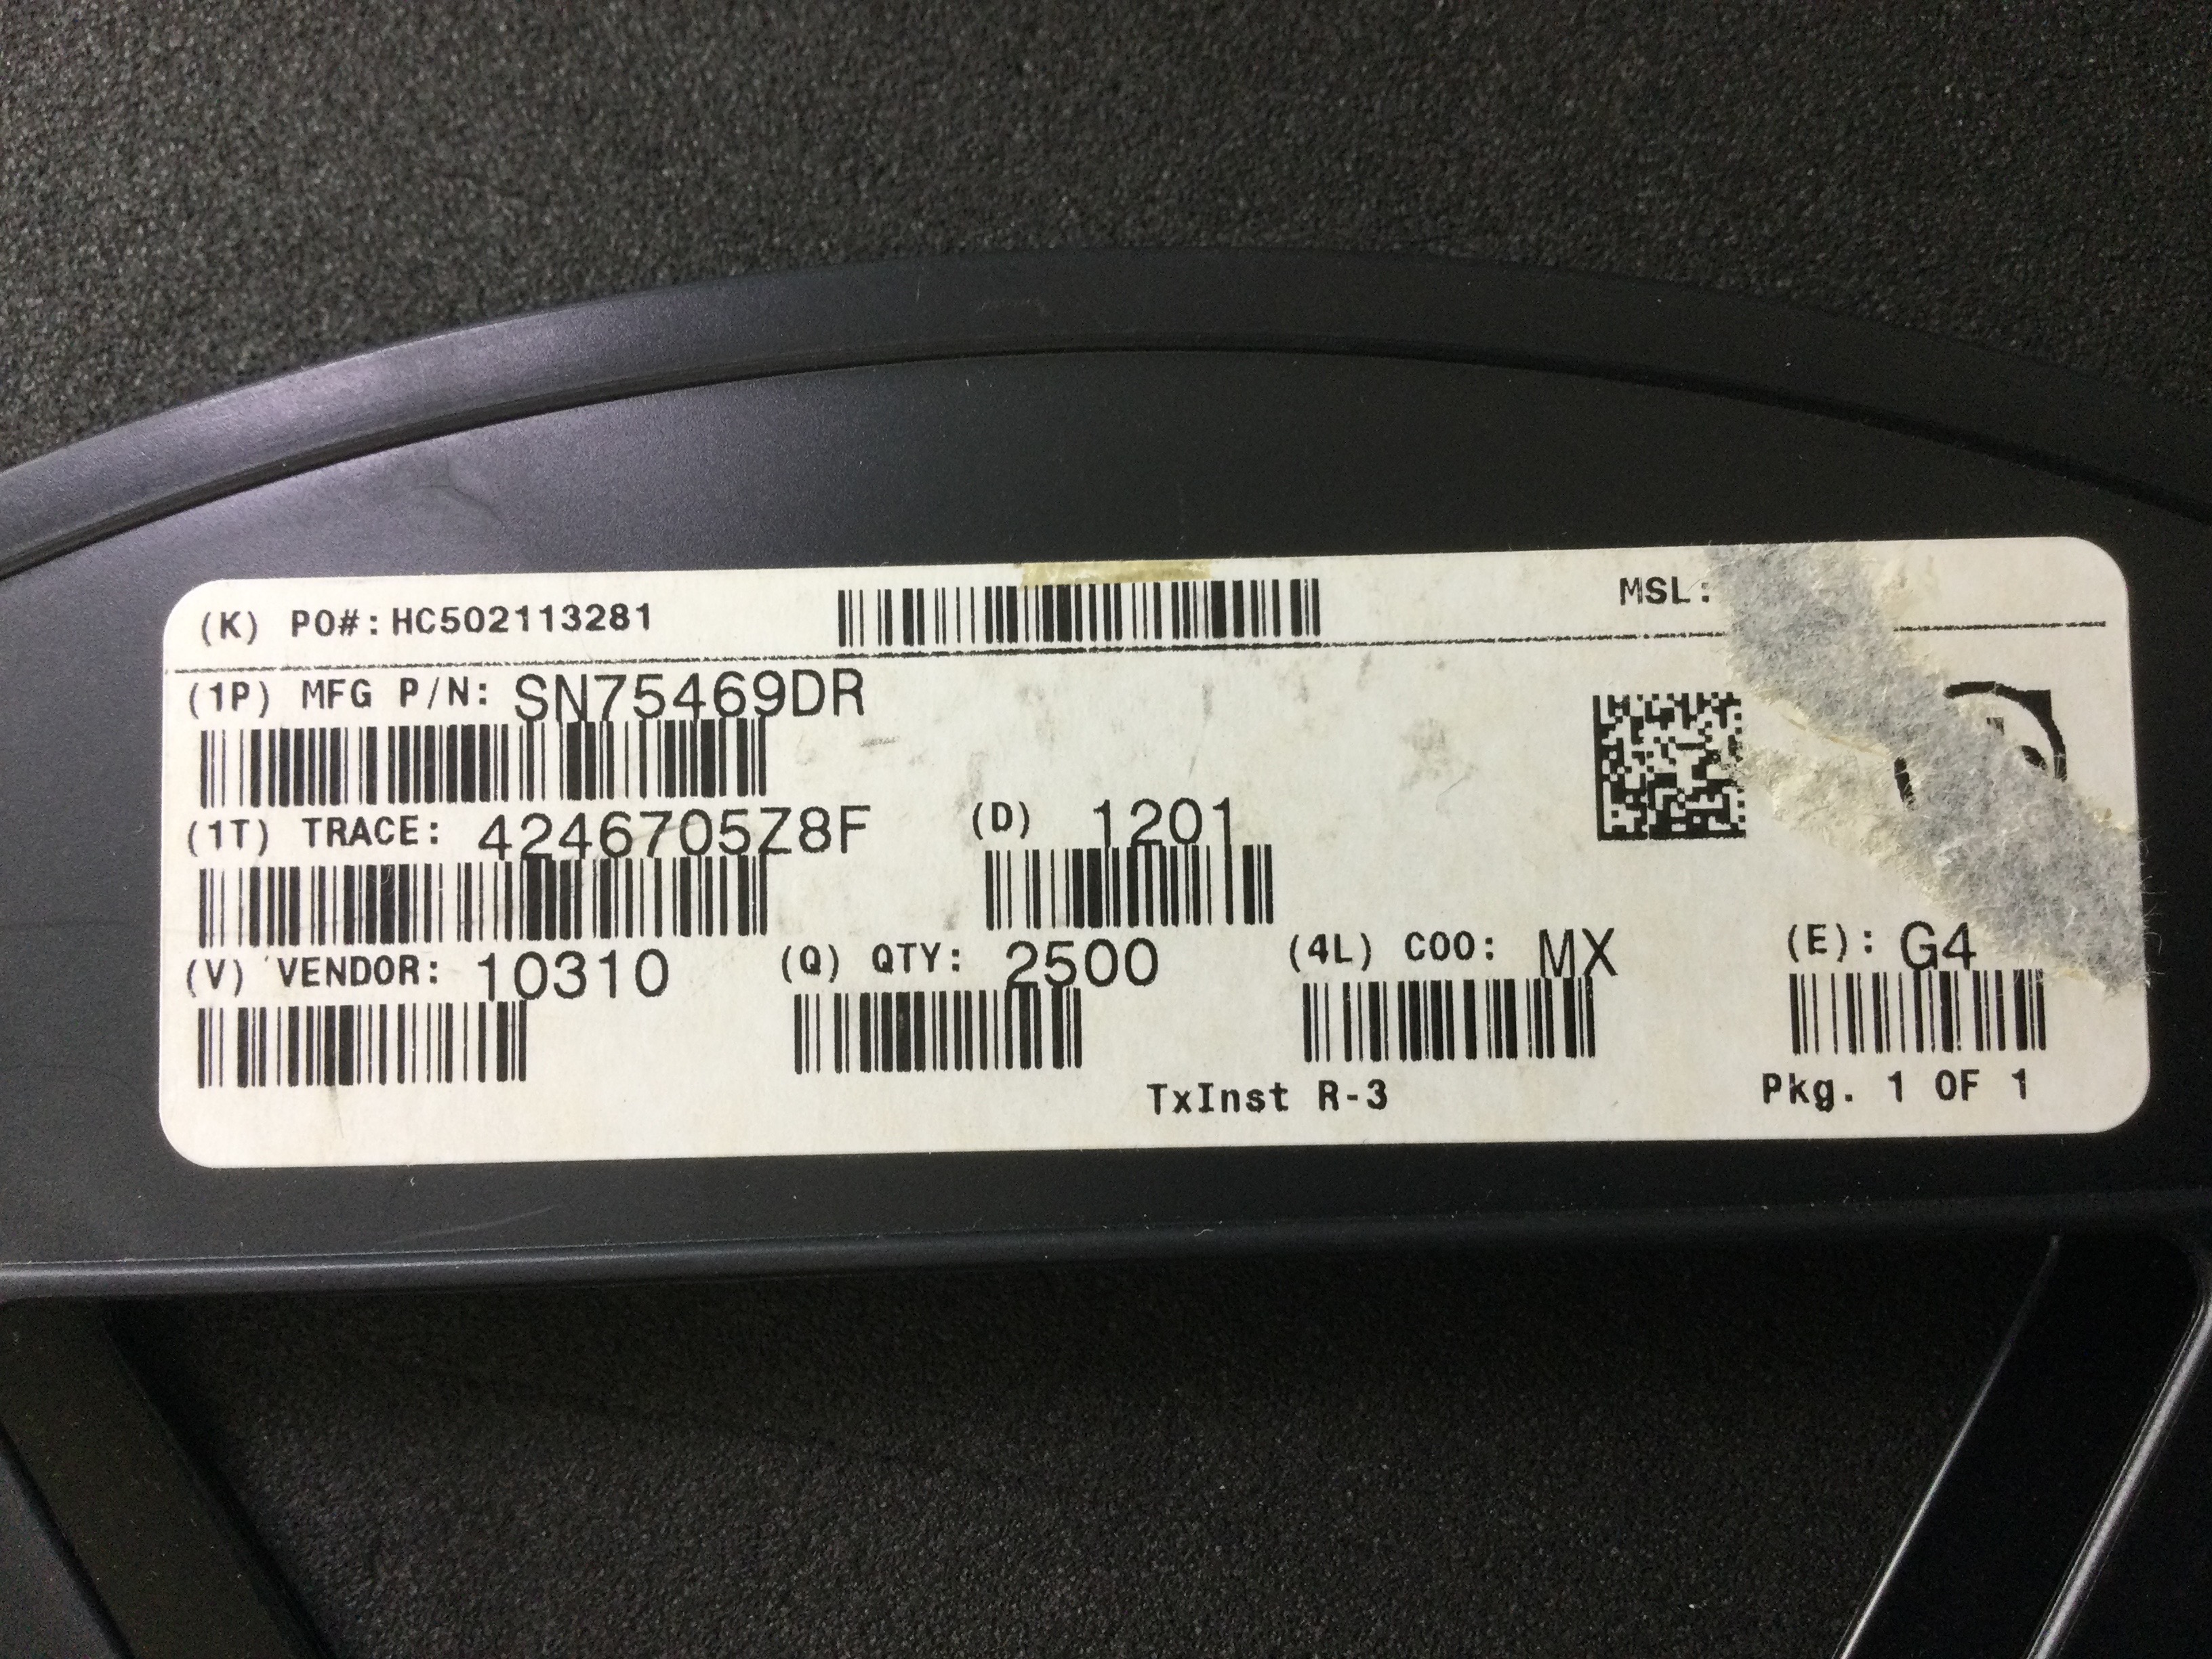 (K) PO#:HC502113281 MSL:
(1P) MFG P/N: SN75469DR
(1T) TRACE: 4246705Z8F (D) 1201
(V) VENDOR: 10310 (Q) QTY: 2500 (4L) COO: MX (E): G4
TxInst R-3 Pkg. 1 OF 1